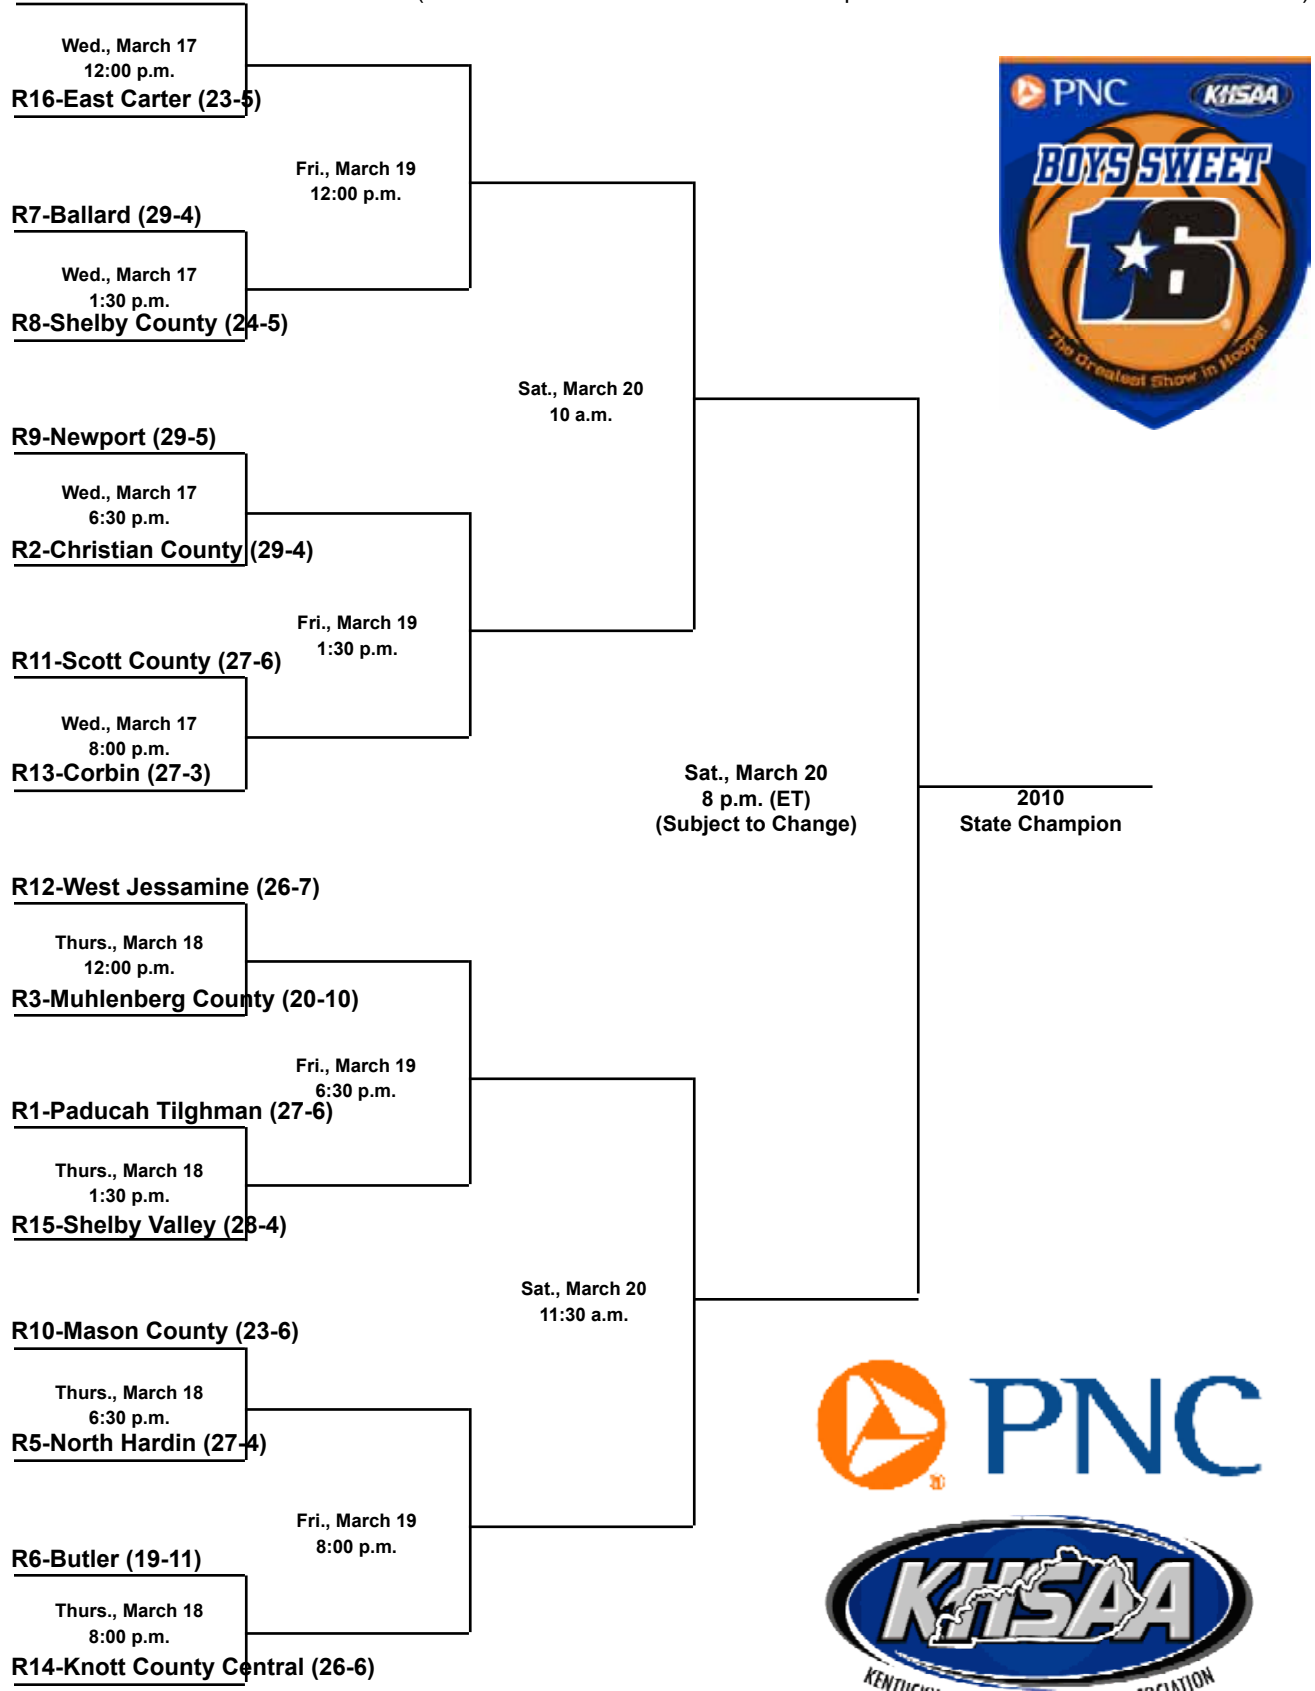 Wed., March 17
12:00 p.m.
R16-East Carter (23-5)
PNC
KHSAA
BOYS SWEET
16
The Greatest Show in Hoops!
Fri., March 19
12:00 p.m.
R7-Ballard (29-4)
Wed., March 17
1:30 p.m.
R8-Shelby County (24-5)
Sat., March 20
10 a.m.
R9-Newport (29-5)
Wed., March 17
6:30 p.m.
R2-Christian County (29-4)
Fri., March 19
1:30 p.m.
R11-Scott County (27-6)
Wed., March 17
8:00 p.m.
R13-Corbin (27-3)
Sat., March 20
8 p.m. (ET)
(Subject to Change)
2010
State Champion
R12-West Jessamine (26-7)
Thurs., March 18
12:00 p.m.
R3-Muhlenberg County (20-10)
Fri., March 19
6:30 p.m.
R1-Paducah Tilghman (27-6)
Thurs., March 18
1:30 p.m.
R15-Shelby Valley (28-4)
Sat., March 20
11:30 a.m.
R10-Mason County (23-6)
Thurs., March 18
6:30 p.m.
R5-North Hardin (27-4)
PNC
Fri., March 19
8:00 p.m.
R6-Butler (19-11)
Thurs., March 18
8:00 p.m.
R14-Knott County Central (26-6)
KHSAA